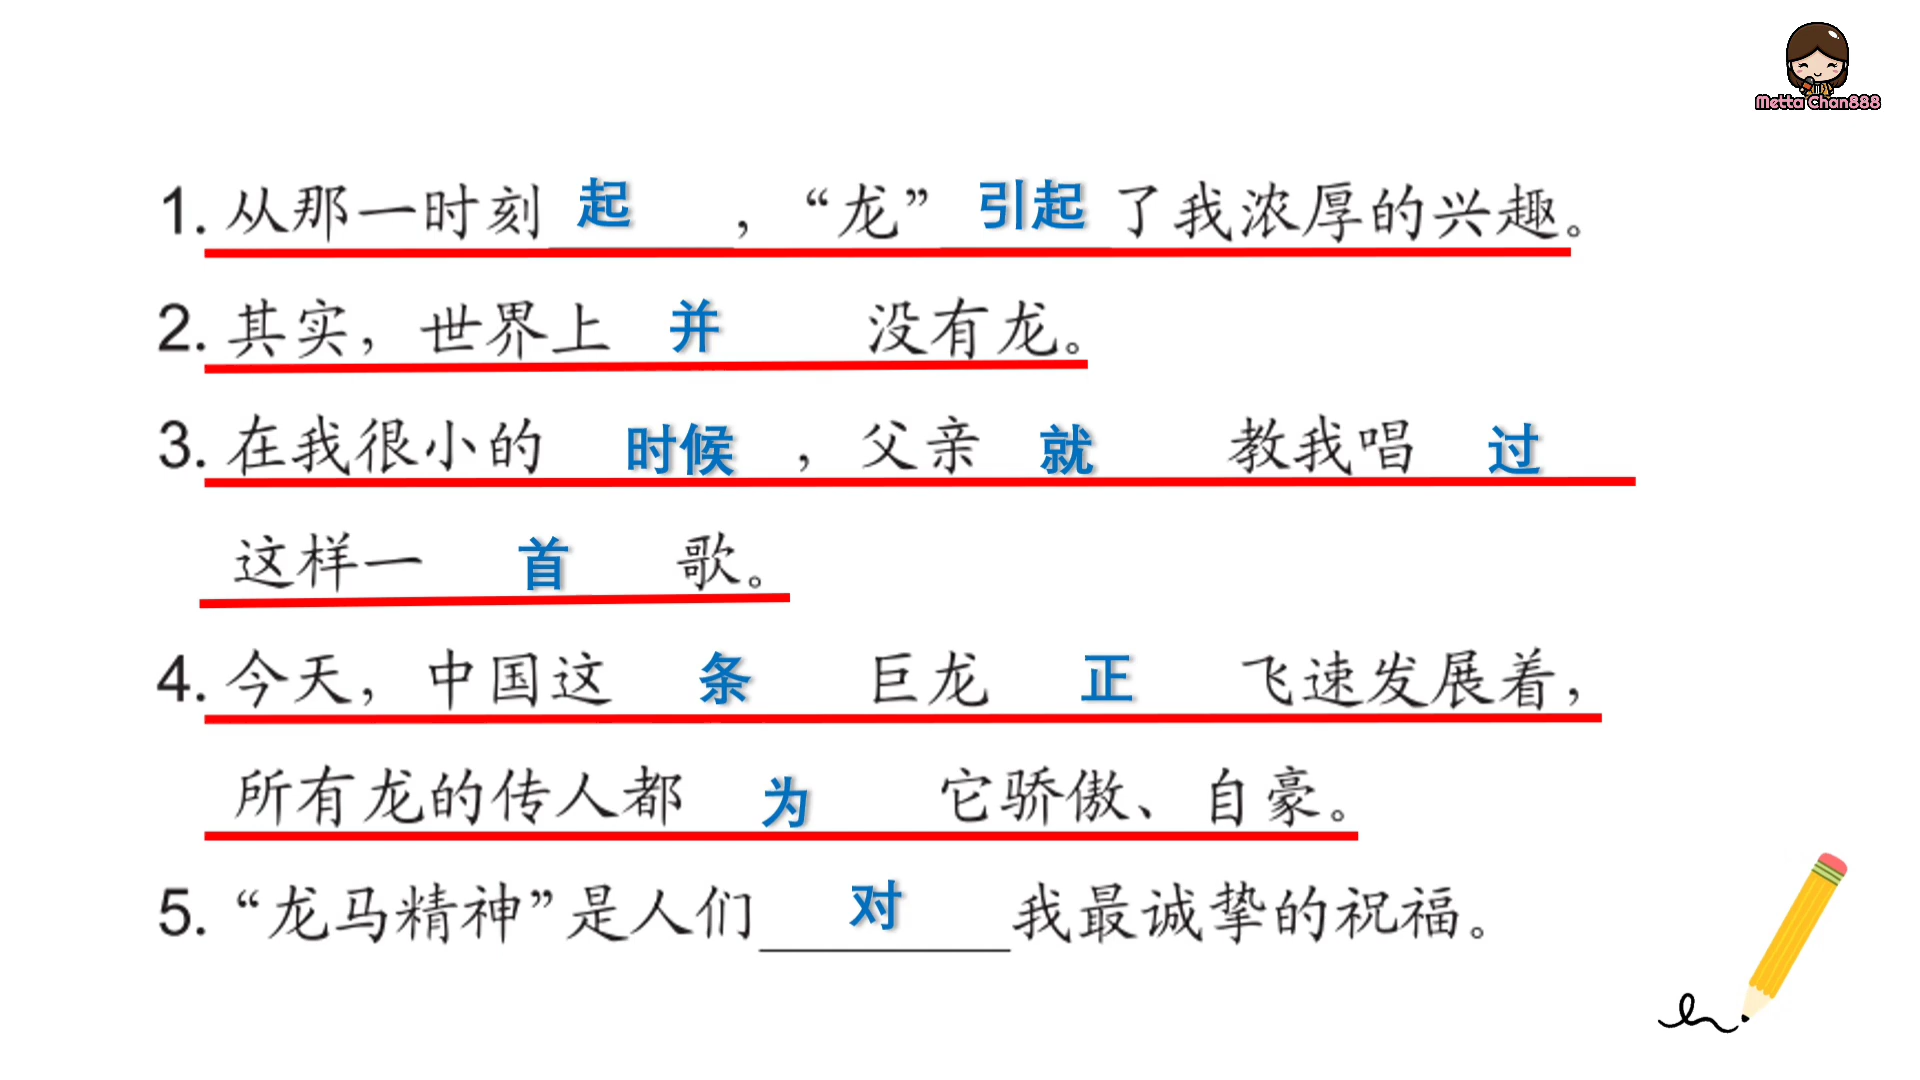 Metta Chan888
1. 从那一时刻 起 ，“龙” 引起 了我浓厚的兴趣。
2. 其实，世界上 并 没有龙。
3. 在我很小的 时候 ，父亲 就 教我唱 过
这样一 首 歌。
4. 今天，中国这 条 巨龙 正 飞速发展着，
所有龙的传人都 为 它骄傲、自豪。
5. “龙马精神”是人们 对 我最诚挚的祝福。